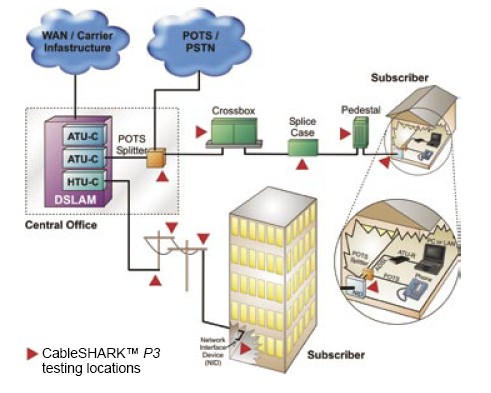 WAN / Carrier
Infastructure
POTS /
PSTN
Subscriber
Crossbox
Pedestal
Splice
Case
POTS
Splitter
ATU-C
ATU-C
HTU-C
DSLAM
Central Office
PC or LAN
ATU-R
POTS
Splitter
POTS
Phone
NID
Network
Interface
Device
(NID)
Subscriber
CableSHARK™ P3
testing locations